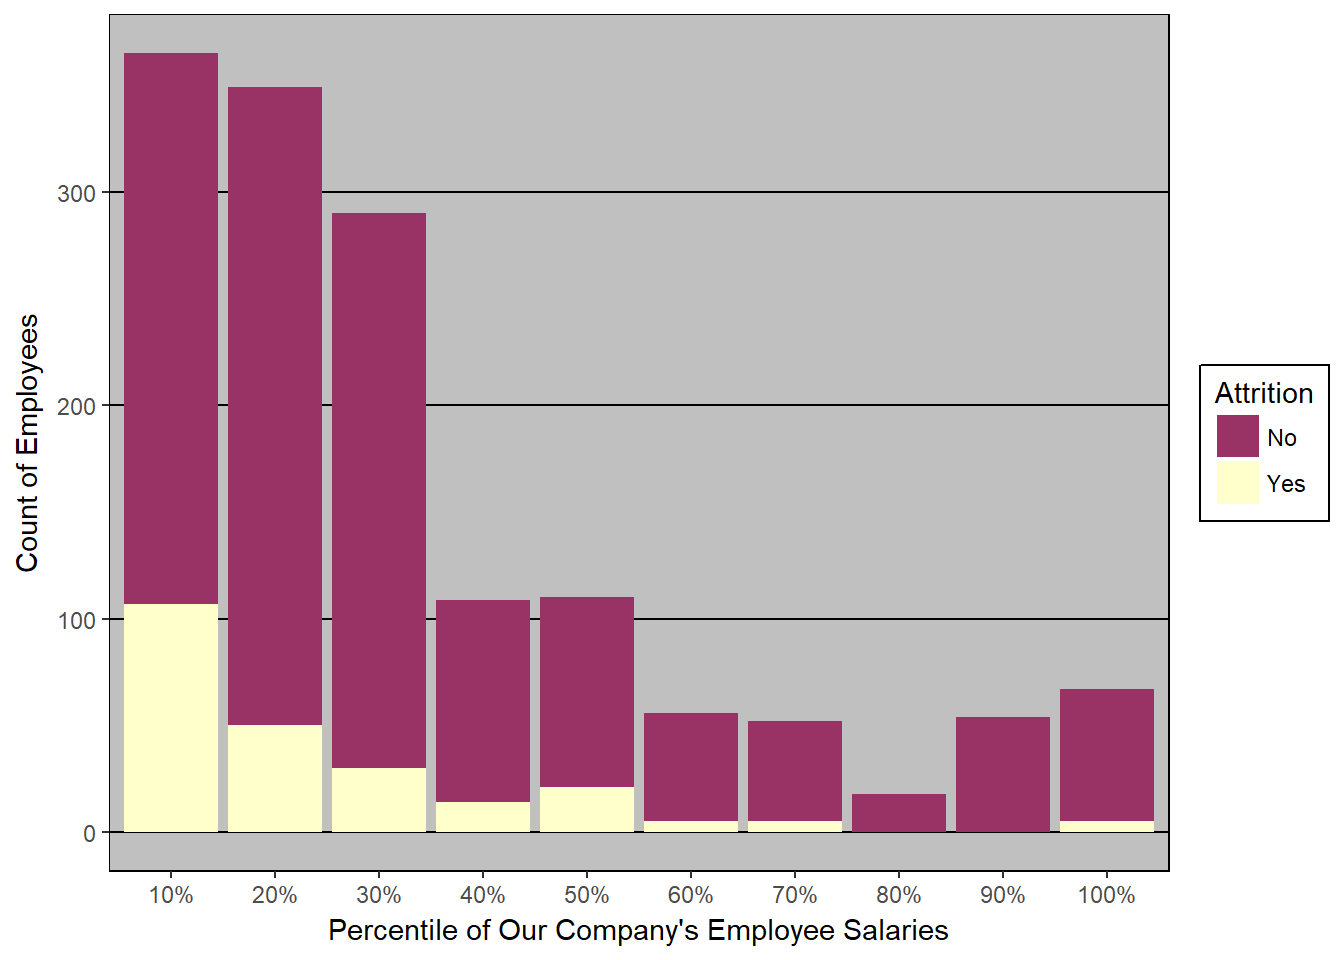 300
200
100
0
Count of Employees
10% 20% 30% 40% 50% 60% 70% 80% 90% 100%
Percentile of Our Company's Employee Salaries
Attrition
No
Yes